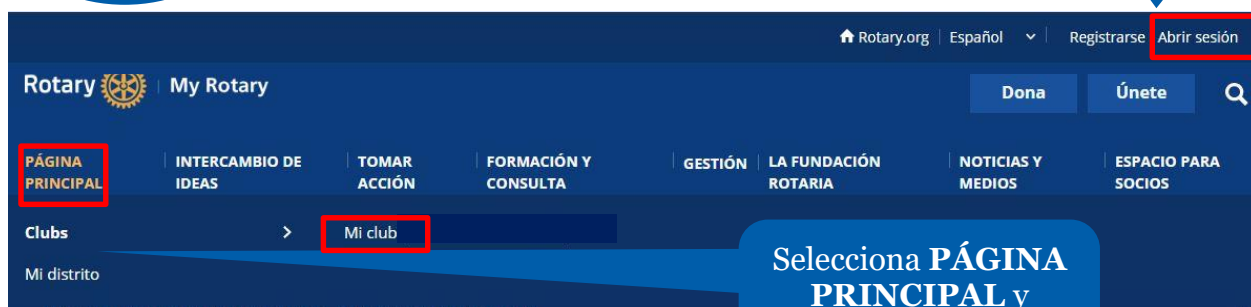 Rotary.org Español Registrarse Abrir sesión
Rotary My Rotary
Dona Únete
PÁGINA PRINCIPAL
INTERCAMBIO DE IDEAS
TOMAR ACCIÓN
FORMACIÓN Y CONSULTA
GESTIÓN
LA FUNDACIÓN ROTARIA
NOTICIAS Y MEDIOS
ESPACIO PARA SOCIOS
Clubs > Mi club
Mi distrito
Selecciona PÁGINA
PRINCIPAL y